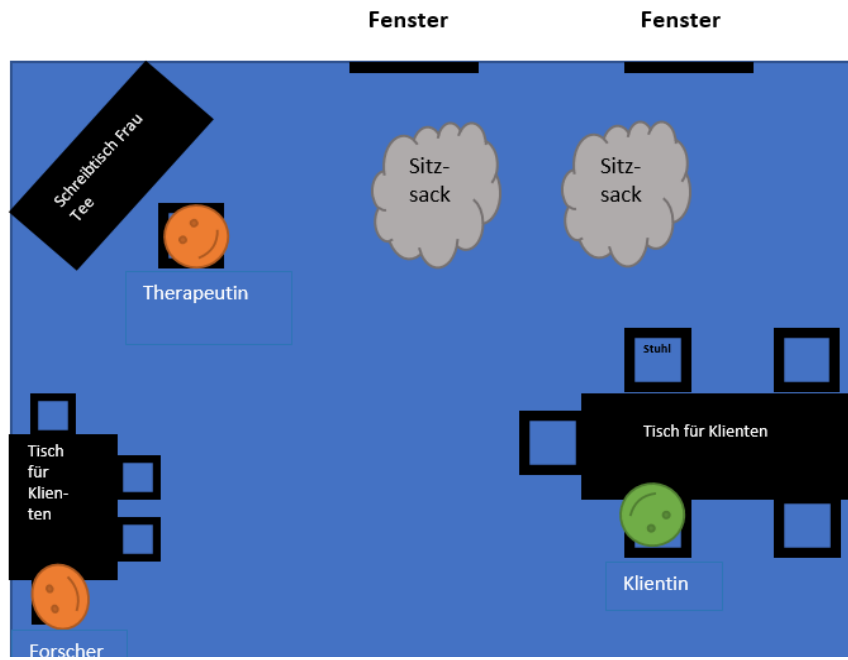 Fenster
Fenster
Schreibtisch Frau
Tee
Sitz-
sack
Sitz-
sack
Therapeutin
Stuhl
Tisch für Klienten
Tisch
für
Klien-
ten
Klientin
Forscher